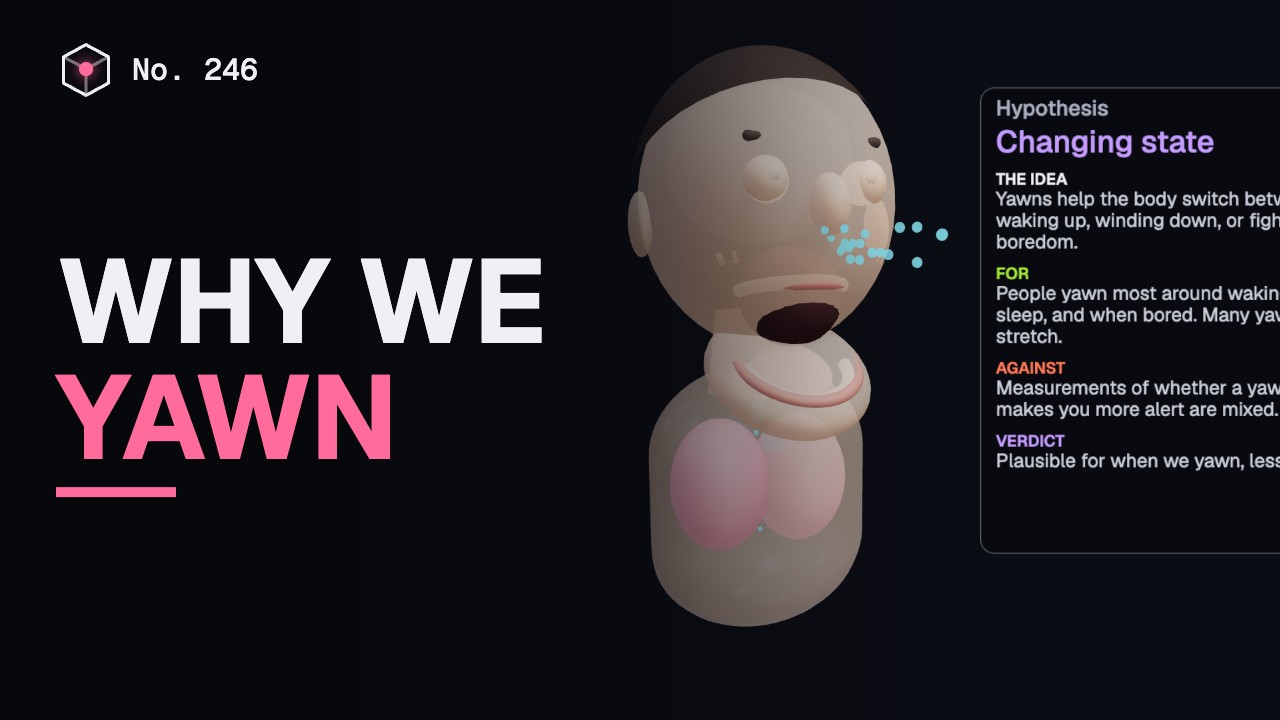 No. 246
WHY WE
YAWN
Hypothesis
Changing state
THE IDEA
Yawns help the body switch
waking up, winding down, or
boredom.
FOR
People yawn most around
sleep, and when bored. Many
stretch.
AGAINST
Measurements of whether a
makes you more alert are mixed.
VERDICT
Plausible for when we yawn,